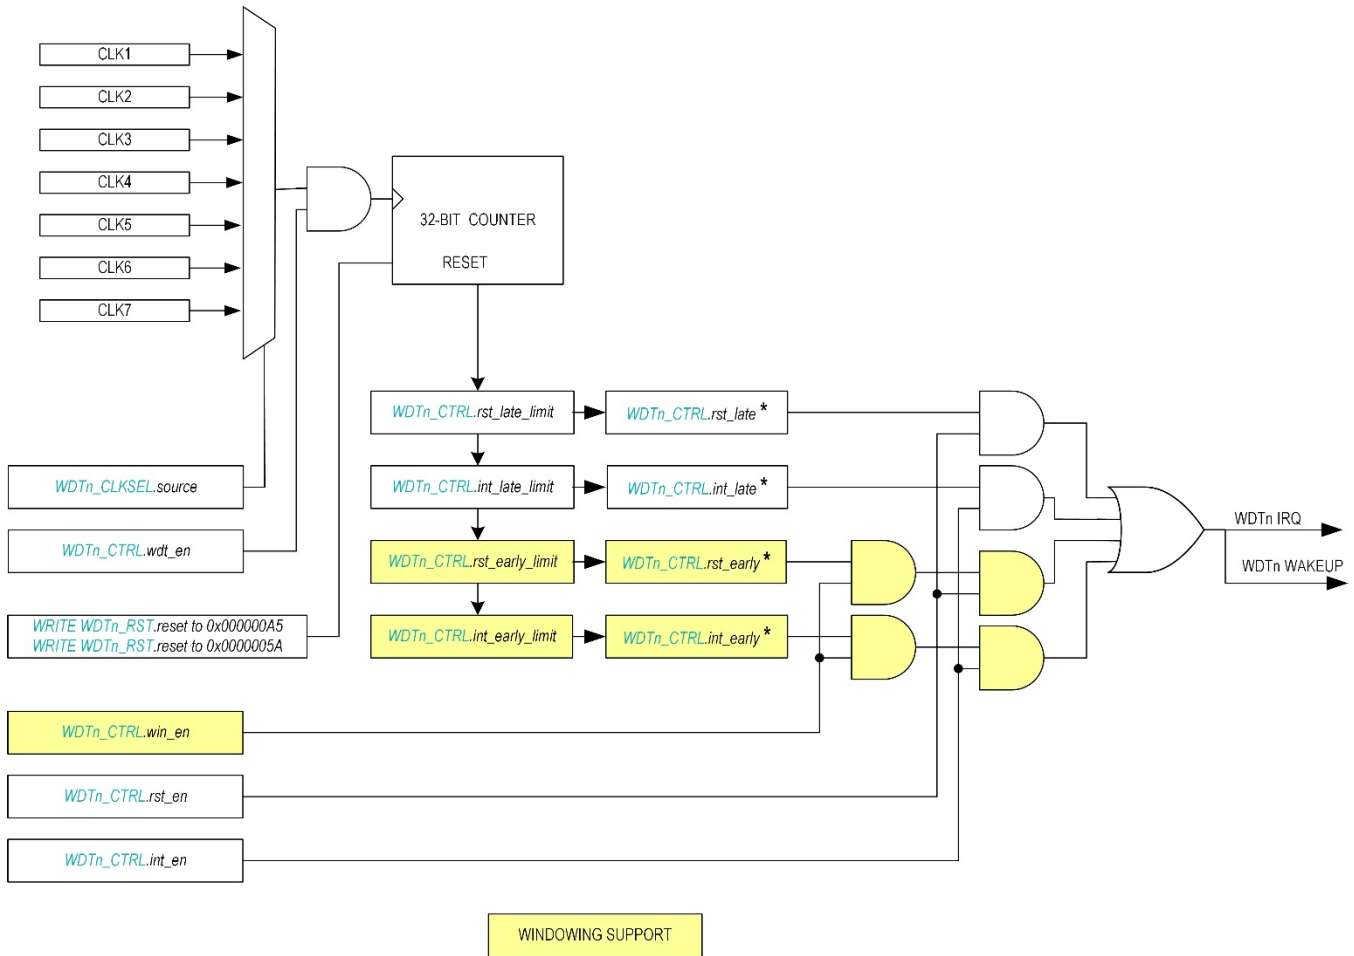 CLK1
CLK2
CLK3
CLK4
CLK5
CLK6
CLK7
32-BIT COUNTER
RESET
WDTn_CTRL.rst_late_limit
WDTn_CTRL.rst_late *
WDTn_CLKSEL.source
WDTn_CTRL.int_late_limit
WDTn_CTRL.int_late *
WDTn IRQ
WDTn_CTRL.wdt_en
WDTn_CTRL.rst_early_limit
WDTn_CTRL.rst_early *
WDTn WAKEUP
WRITE WDTn_RST.reset to 0x000000A5
WRITE WDTn_RST.reset to 0x0000005A
WDTn_CTRL.int_early_limit
WDTn_CTRL.int_early *
WDTn_CTRL.win_en
WDTn_CTRL.rst_en
WDTn_CTRL.int_en
WINDOWING SUPPORT